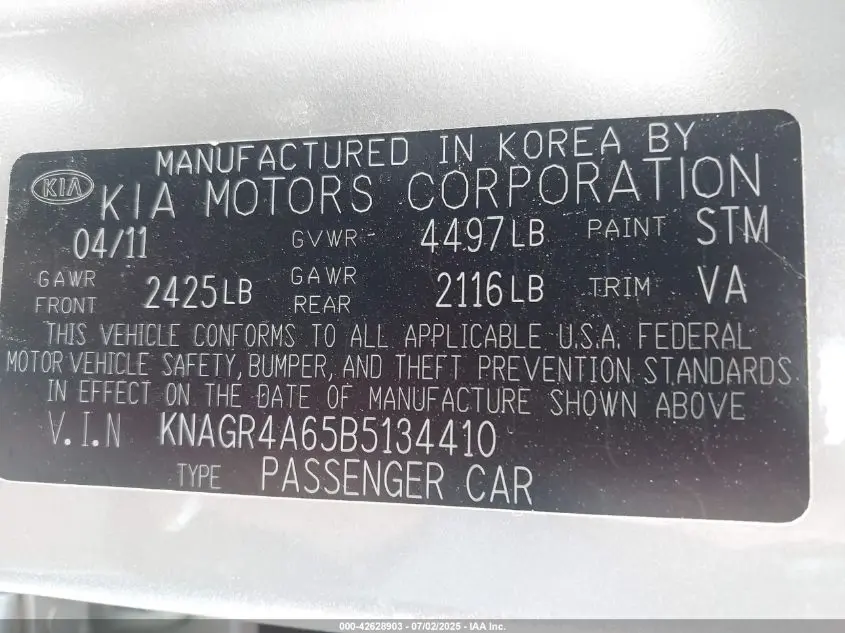 MANUFACTURED IN KOREA BY
KIA KIA MOTORS CORPORATION
04/11 GVWR 4497LB PAINT STM
GAWR FRONT 2425LB GAWR REAR 2116LB TRIM VA
THIS VEHICLE CONFORMS TO ALL APPLICABLE U.S.A. FEDERAL
MOTOR VEHICLE SAFETY, BUMPER, AND THEFT PREVENTION STANDARDS
IN EFFECT ON THE DATE OF MANUFACTURE SHOWN ABOVE
V.I.N KNAGR4A65B5134410
TYPE PASSENGER CAR
000-42628903 - 07/02/2025 - IAA Inc.